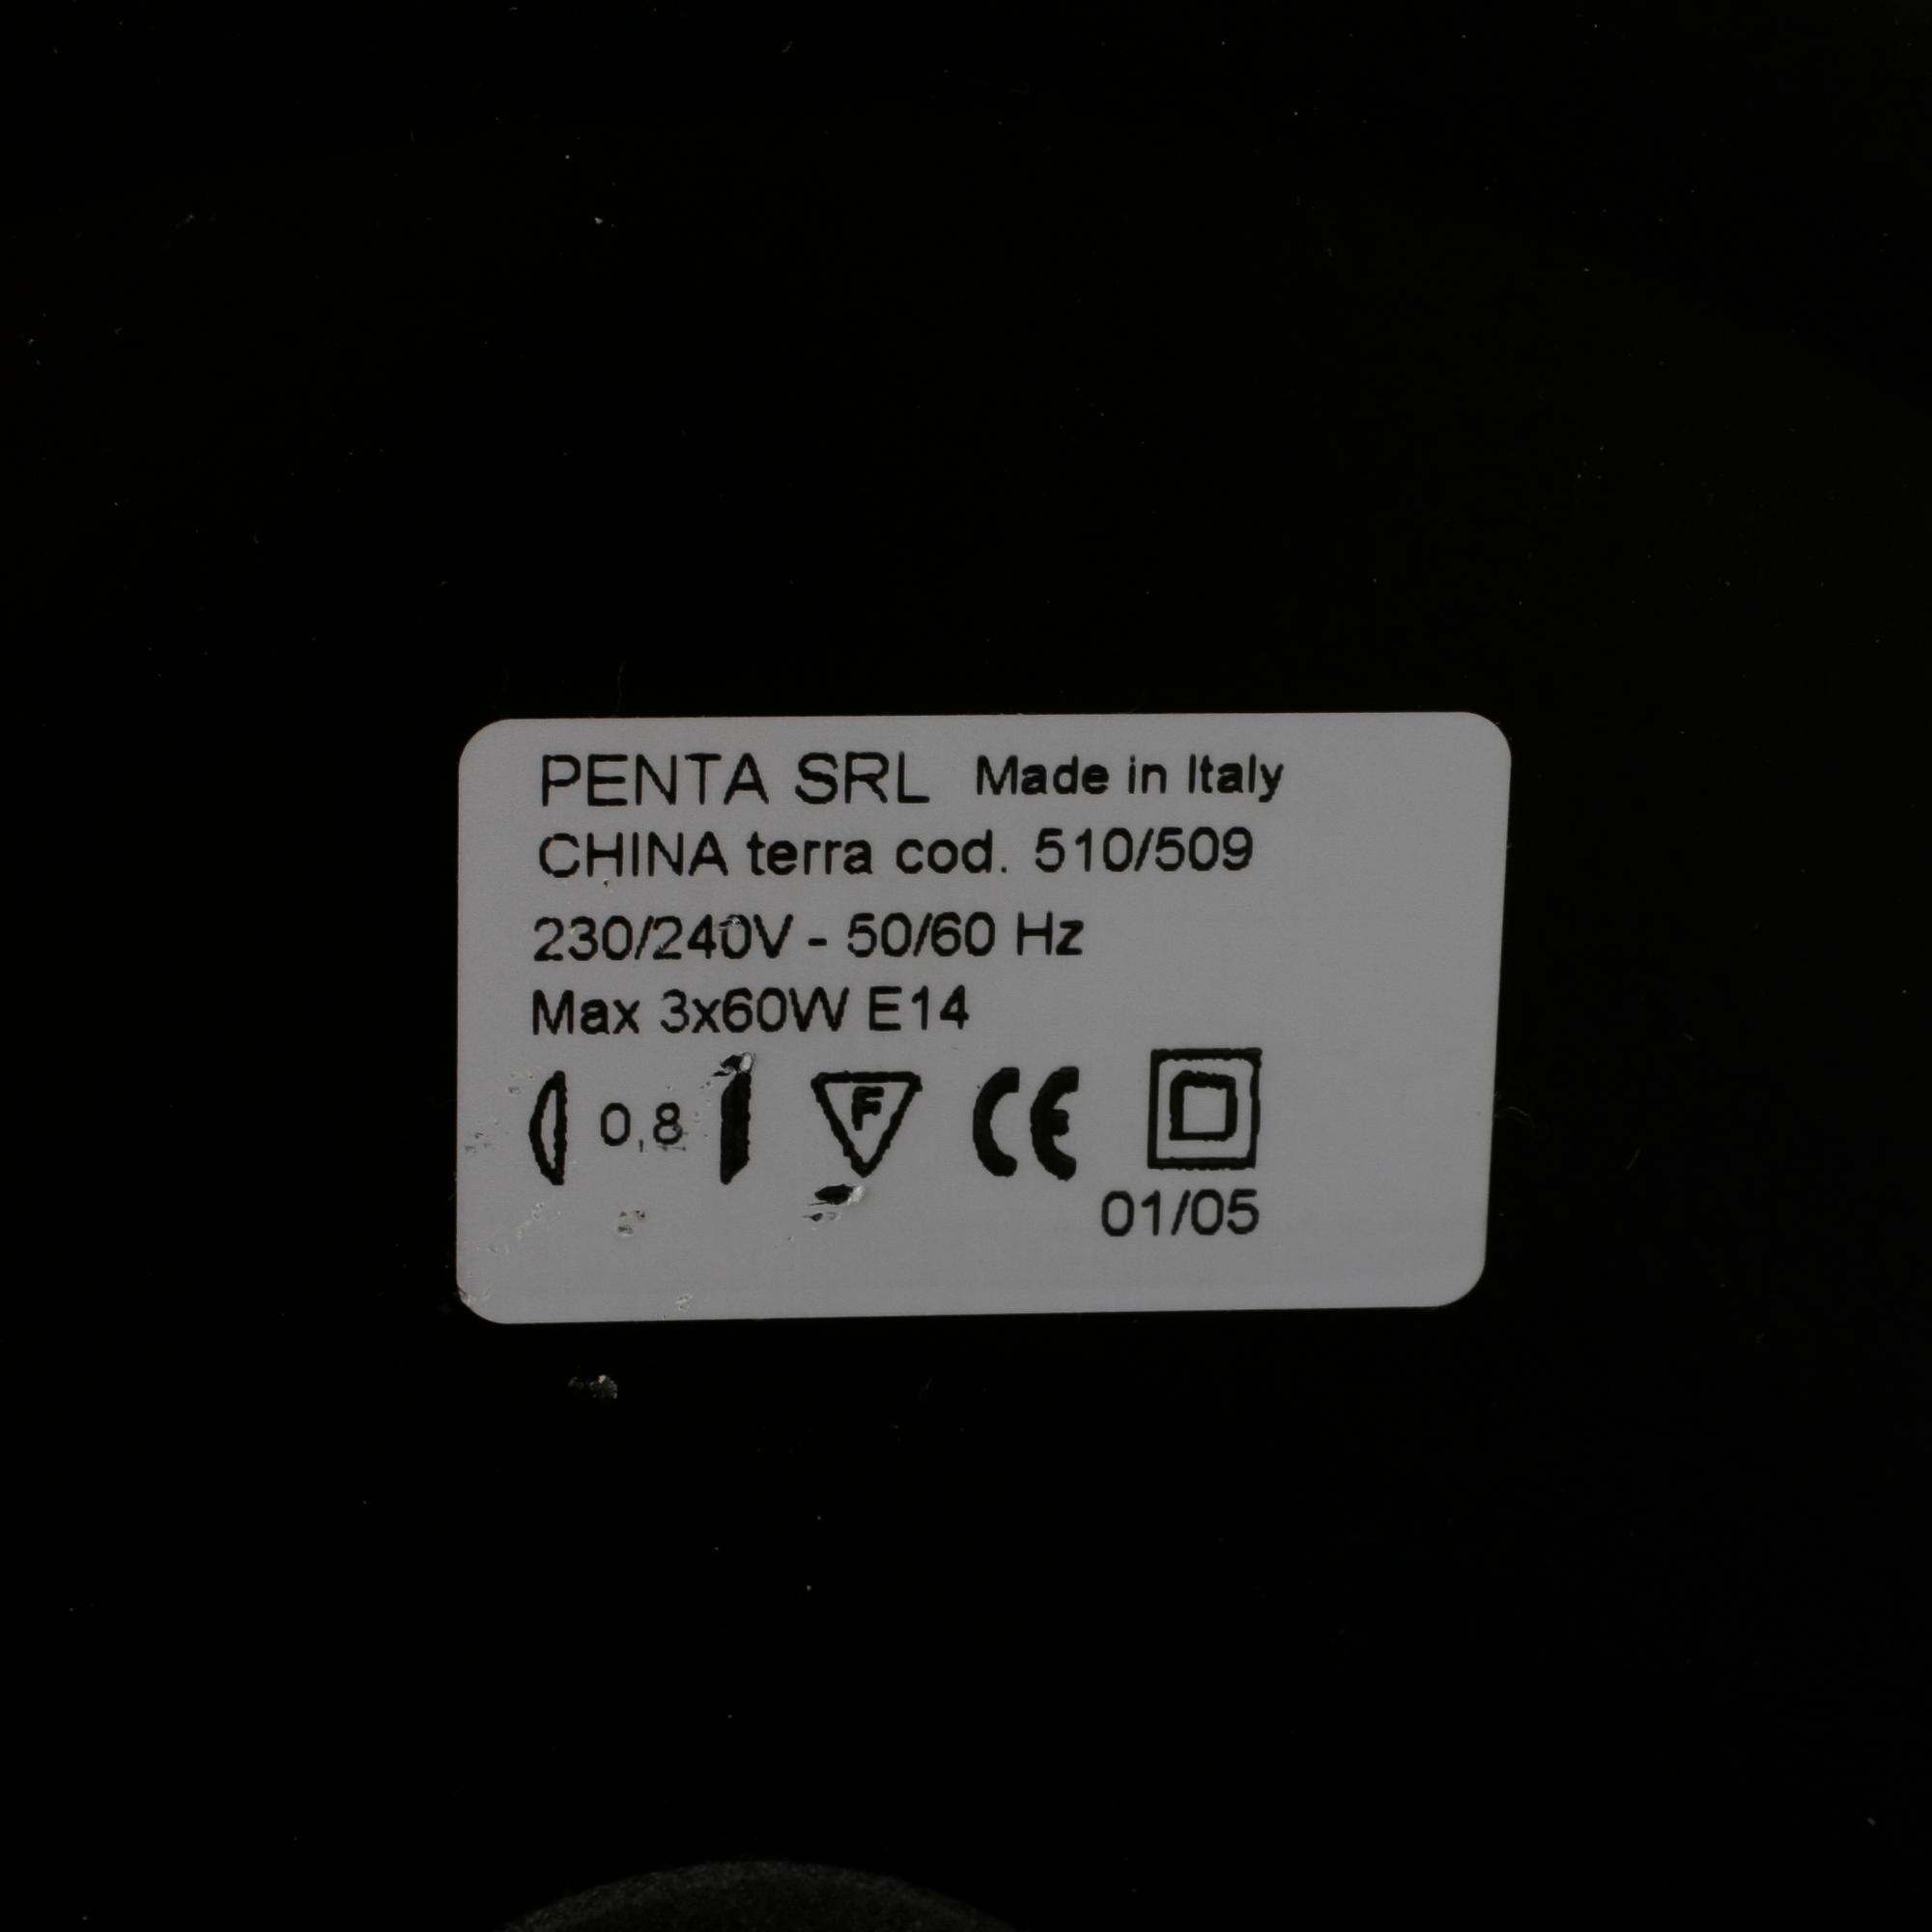 PENTA SRL Made in Italy
CHINA terra cod. 510/509
230/240V - 50/60 Hz
Max 3x60W E14
0,8 F CE
01/05